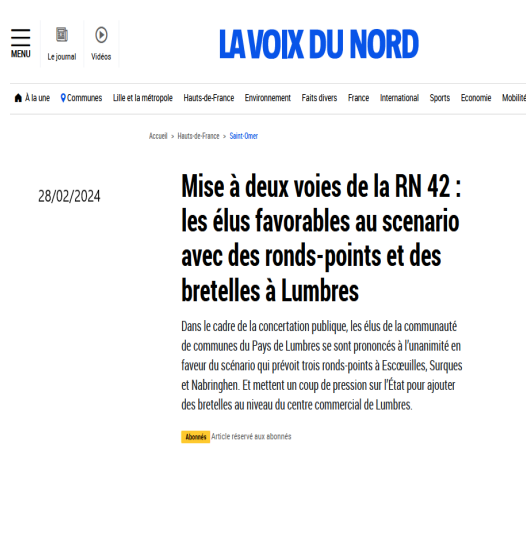 MENU
Le journal
Vidéos
LA VOIX DU NORD
À la une Communes Lille et la métropole Hauts-de-France Environnement Faits divers France International Sports Economie Mobilité
Accueil > Hauts-de-France > Saint-Omer
28/02/2024
Mise à deux voies de la RN 42 :
les élus favorables au scenario
avec des ronds-points et des
bretelles à Lumbres
Dans le cadre de la concertation publique, les élus de la communauté
de communes du Pays de Lumbres se sont prononcés à l'unanimité en
faveur du scénario qui prévoit trois ronds-points à Escœuilles, Surques
et Nabringhen. Et mettent un coup de pression sur l'État pour ajouter
des bretelles au niveau du centre commercial de Lumbres.
Abonnés Article réservé aux abonnés